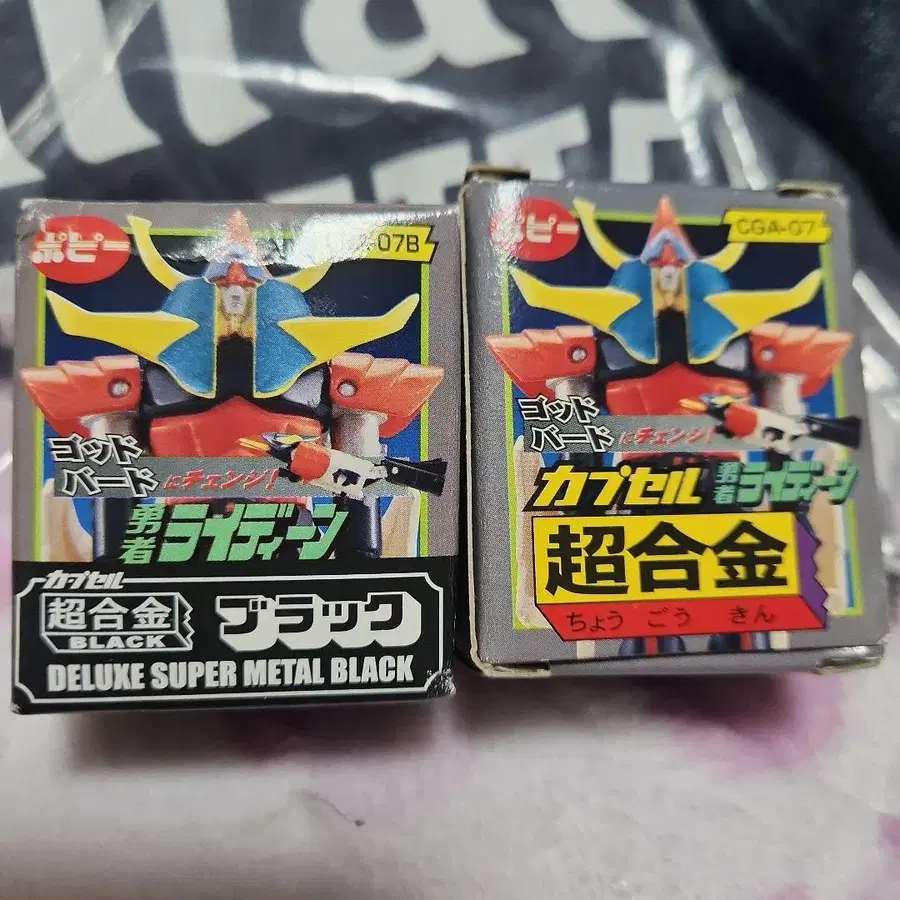 ポピー
-07B
ゴッド
バード
にチェンジ!
勇者
ライディーン
カプセル
超合金
BLACK
ブラック
DELUXE SUPER METAL BLACK
ポピー
CGA-07
ゴッド
バード
にチェンジ!
カプセル
勇者
ライディーン
超合金
ちょう ごう きん